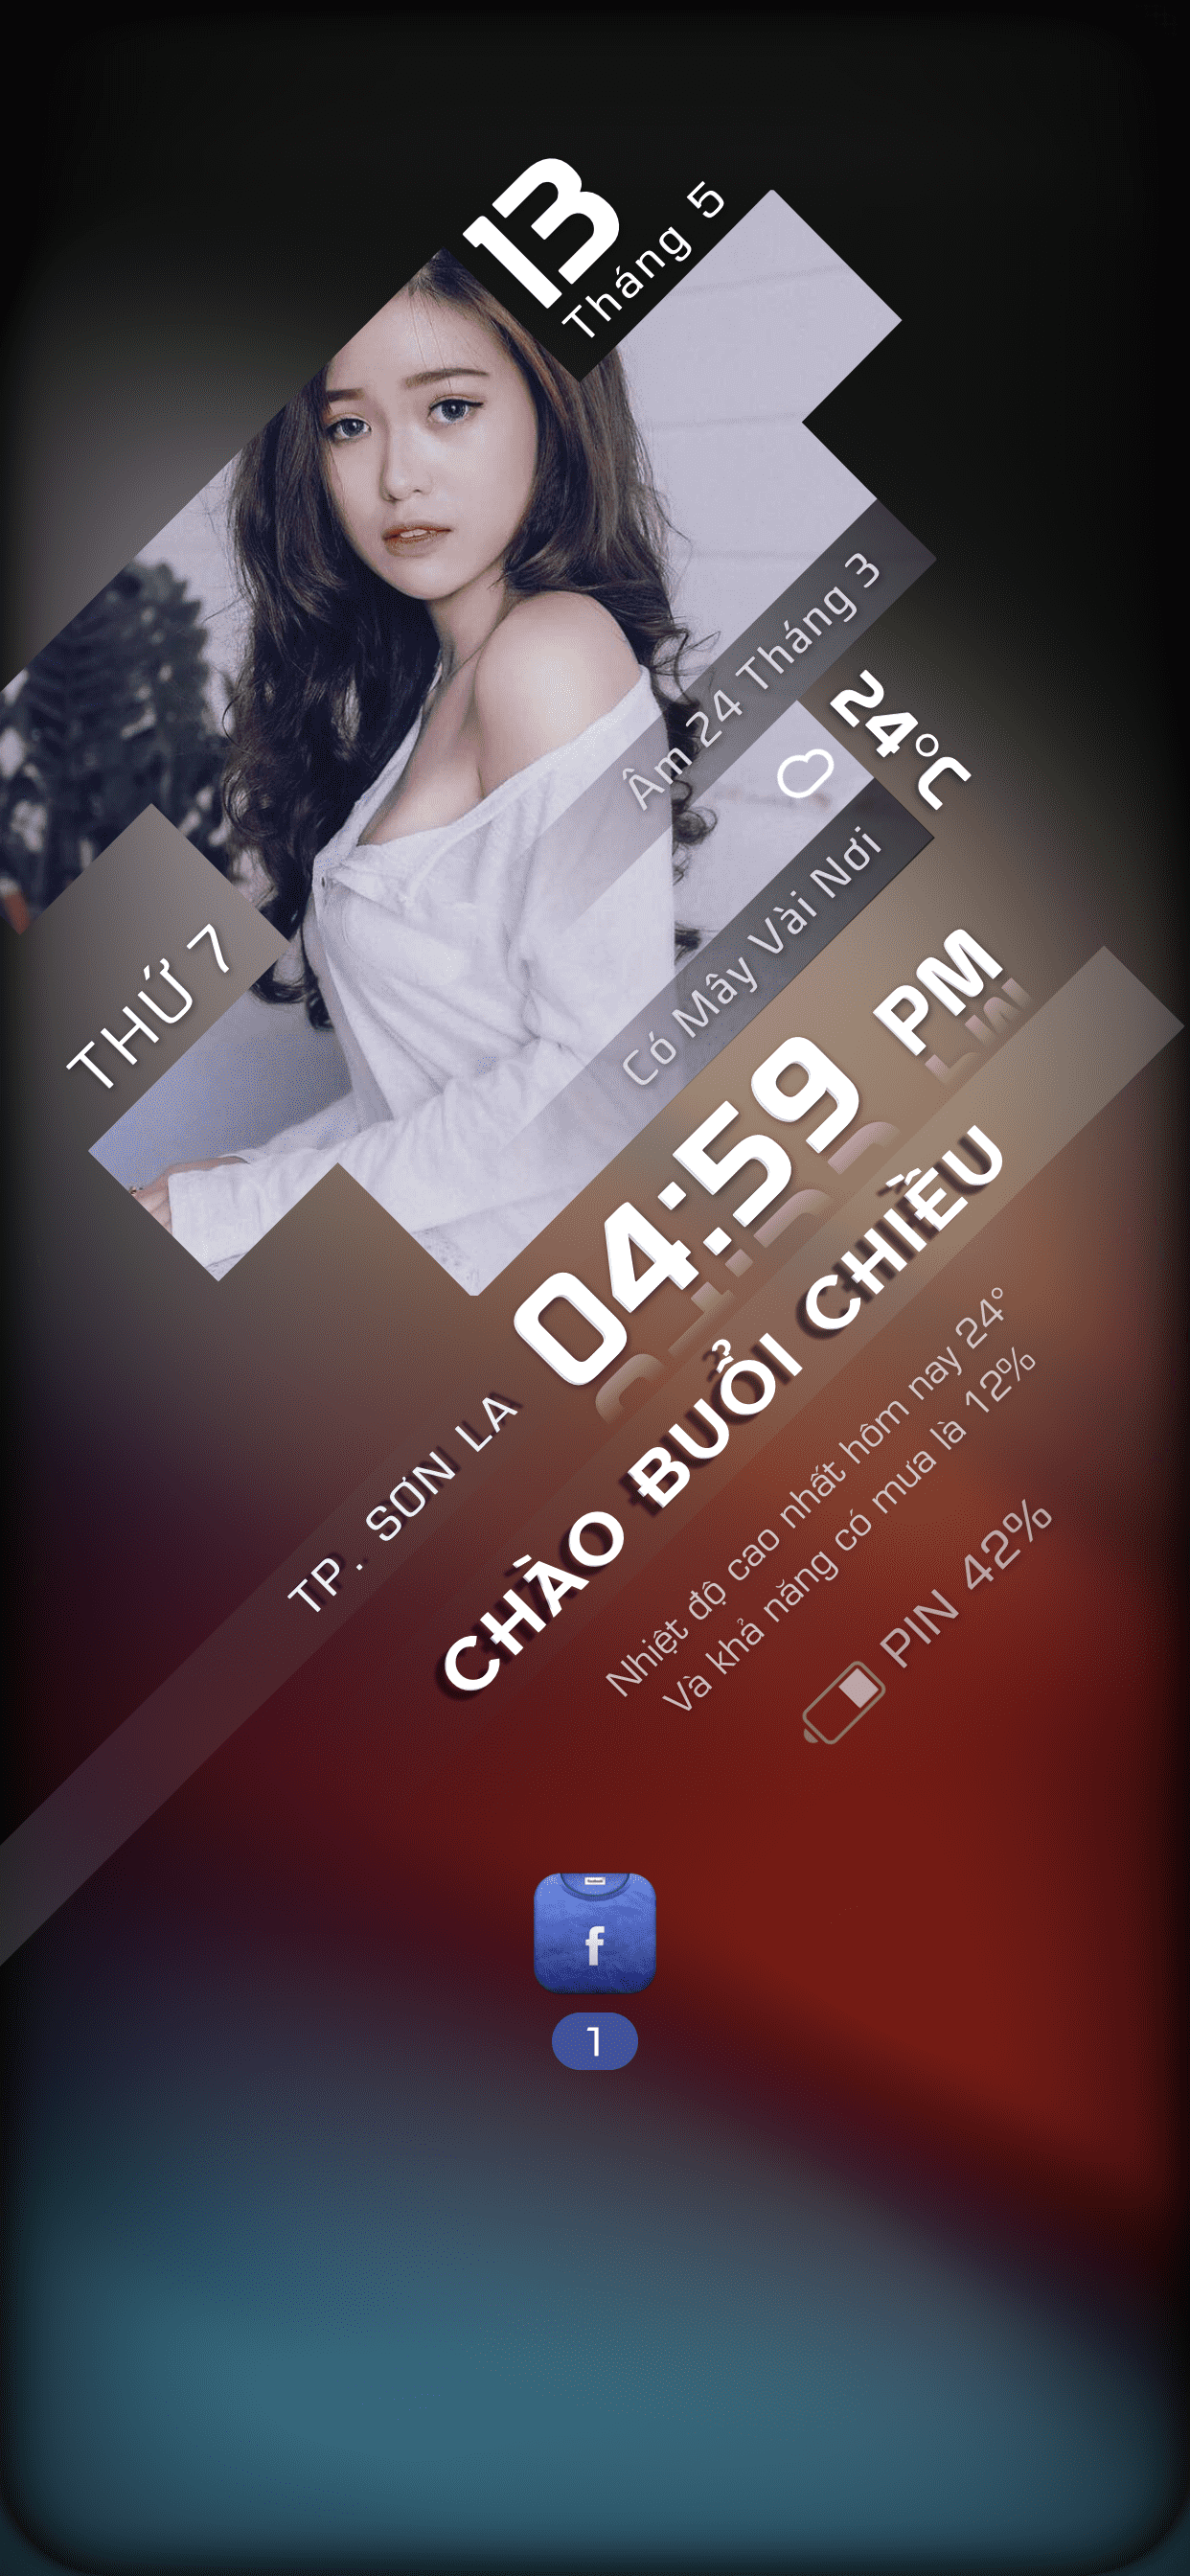 13
Tháng 5
Âm 24 Tháng 3
24°C
Có Mây Vài Nơi
THỨ 7
04:59 PM
TP. SƠN LA
CHÀO BUỔI CHIỀU
Nhiệt độ cao nhất hôm nay 24°
Và khả năng có mưa là 12%
PIN 42%
f
1